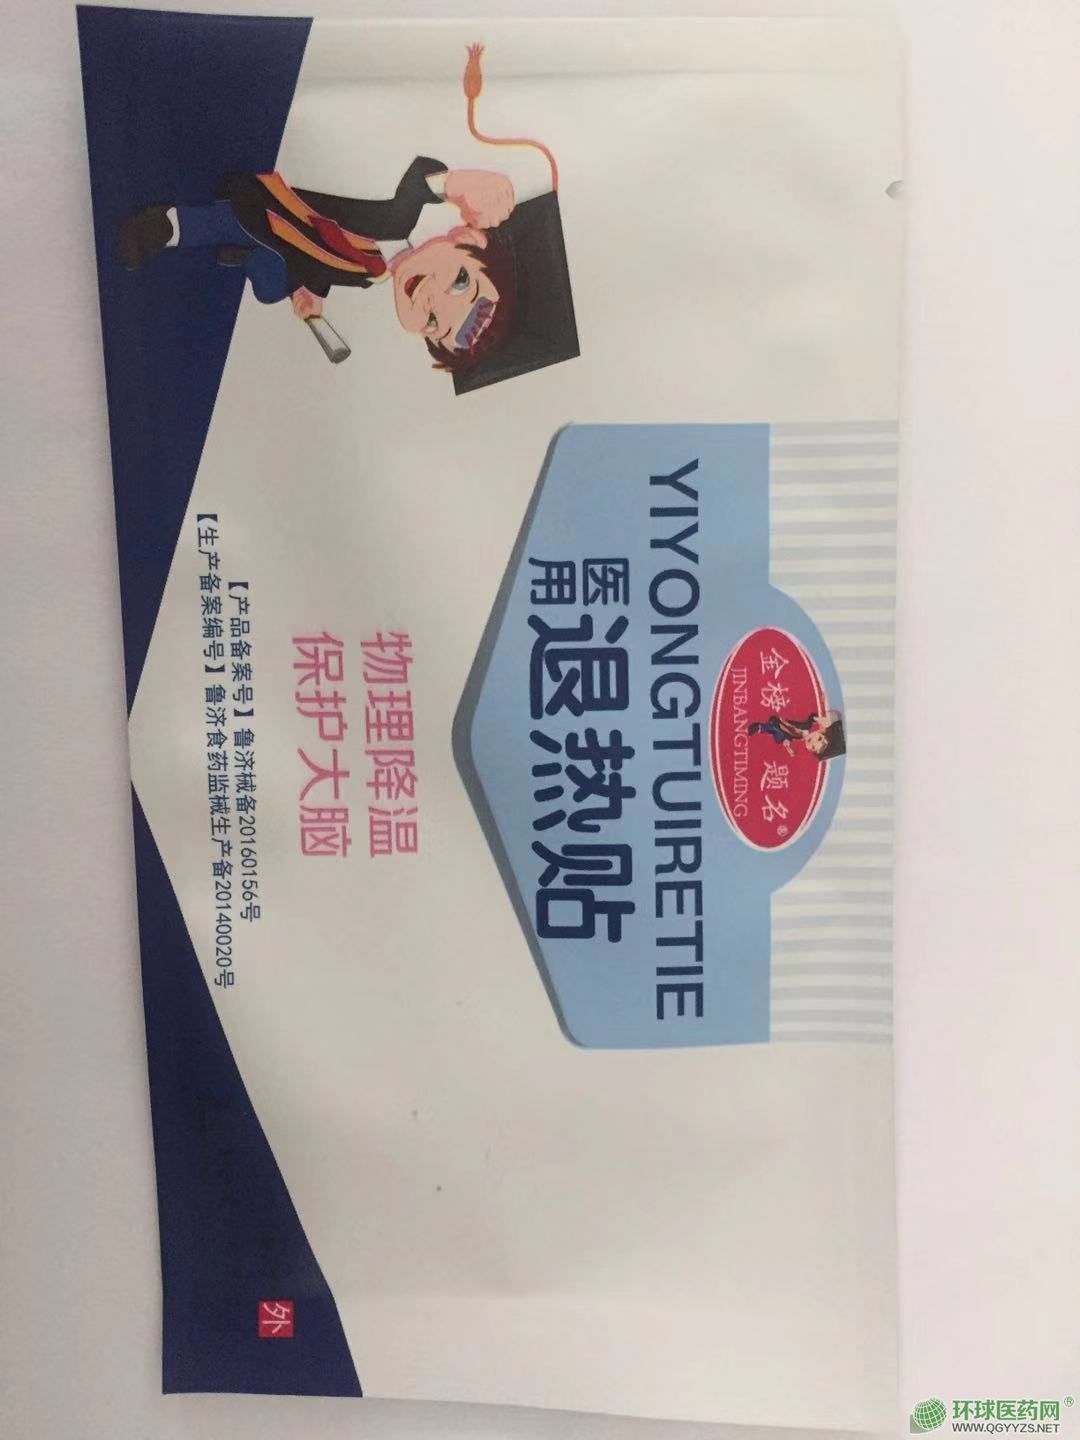 金榜题名®
JINBANGTIMING
YIYONGTUIRETIE
医用退热贴
物理降温
保护大脑
【产品备案号】鲁济械备20160156号
【生产备案编号】鲁济食药监械生产备20140020号
外
环球医药网®
WWW.QGYYZS.NET